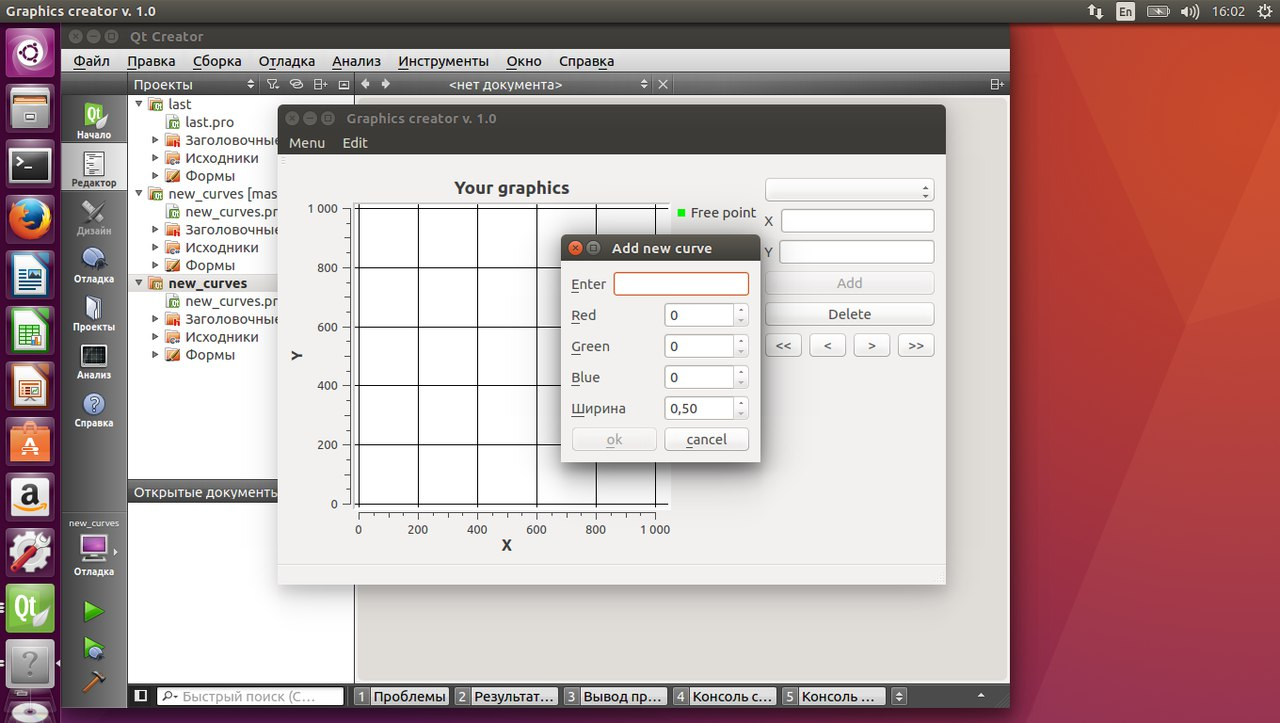 Graphics creator v. 1.0
En
16:02
Qt Creator
Файл Правка Сборка Отладка Анализ Инструменты Окно Справка
Проекты
<нет документа>
Начало
Редактор
Дизайн
Отладка
Проекты
Анализ
Справка
new_curves
Отладка
last
last.pro
Заголовочные
Исходники
Формы
new_curves [mas
new_curves.pr
Заголовочные
Исходники
Формы
new_curves
new_curves.pr
Заголовочные
Исходники
Формы
Открытые документы
Graphics creator v. 1.0
Menu Edit
Your graphics
1 000
800
600
400
200
0
Y
0 200 400 600 800 1 000
X
Free point
X
Y
Add
Delete
<< < > >>
Add new curve
Enter
Red 0
Green 0
Blue 0
Ширина 0,50
ok cancel
Быстрый поиск (С...
1 Проблемы 2 Результат... 3 Вывод пр... 4 Консоль с... 5 Консоль ...